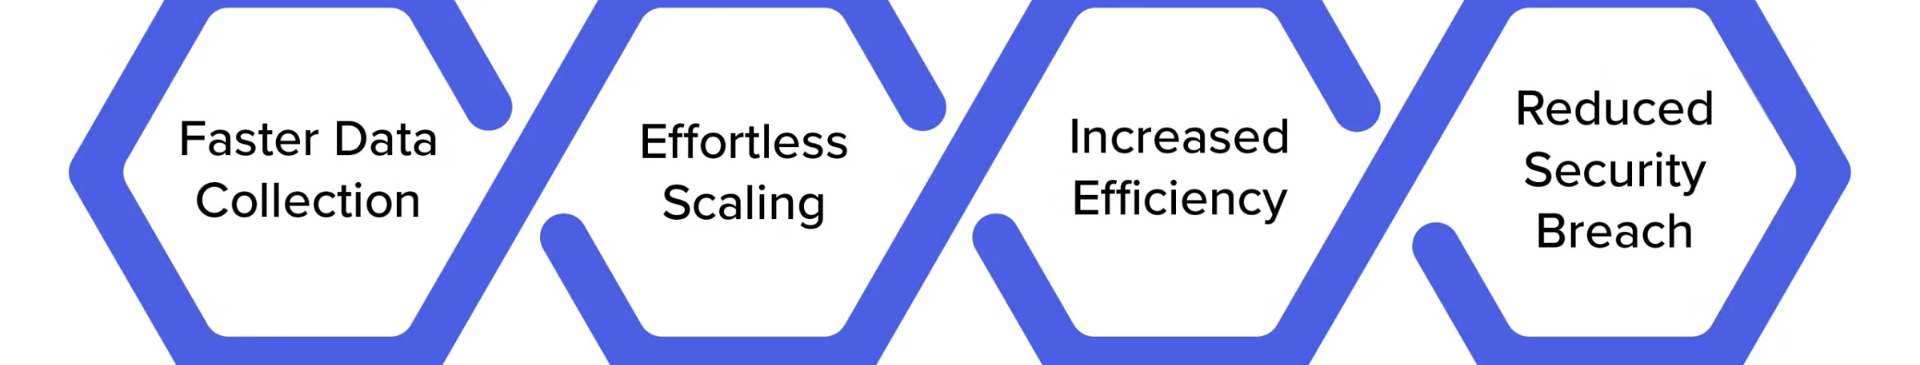 Faster Data
Collection
Effortless
Scaling
Increased
Efficiency
Reduced
Security
Breach